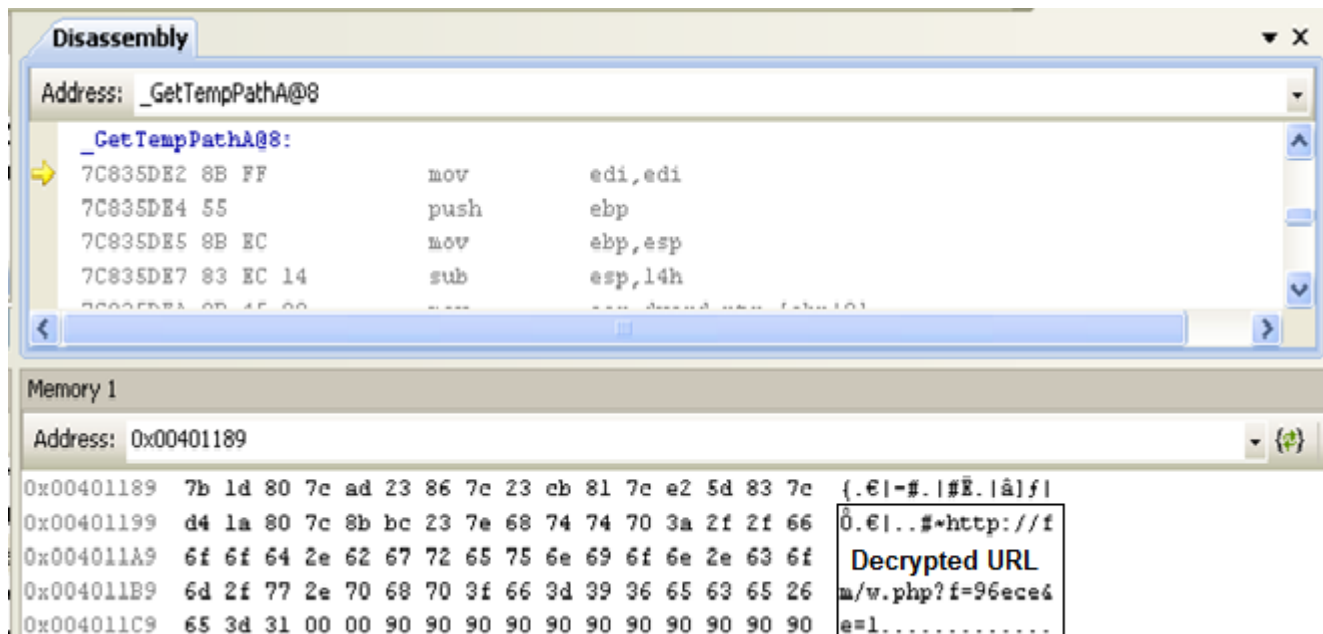 Disassembly
Address: _GetTempPathA@8
_GetTempPathA@8:
7C835DE2 8B FF mov edi,edi
7C835DE4 55 push ebp
7C835DE5 8B EC mov ebp,esp
7C835DE7 83 EC 14 sub esp,14h
Memory 1
Address: 0x00401189
0x00401189 7b 1d 80 7c ad 23 86 7c 23 cb 81 7c e2 5d 83 7c {.€|-#.|#Ë.|â]ƒ|
0x00401199 d4 1a 80 7c 8b bc 23 7e 68 74 74 70 3a 2f 2f 66 Ô.€|..#~http://f
0x004011A9 6f 6f 64 2e 62 67 72 65 75 6e 69 6f 6e 2e 63 6f Decrypted URL
0x004011B9 6d 2f 77 2e 70 68 70 3f 66 3d 39 36 65 63 65 26 m/w.php?f=96ece&
0x004011C9 65 3d 31 00 00 90 90 90 90 90 90 90 90 90 90 90 e=1.............